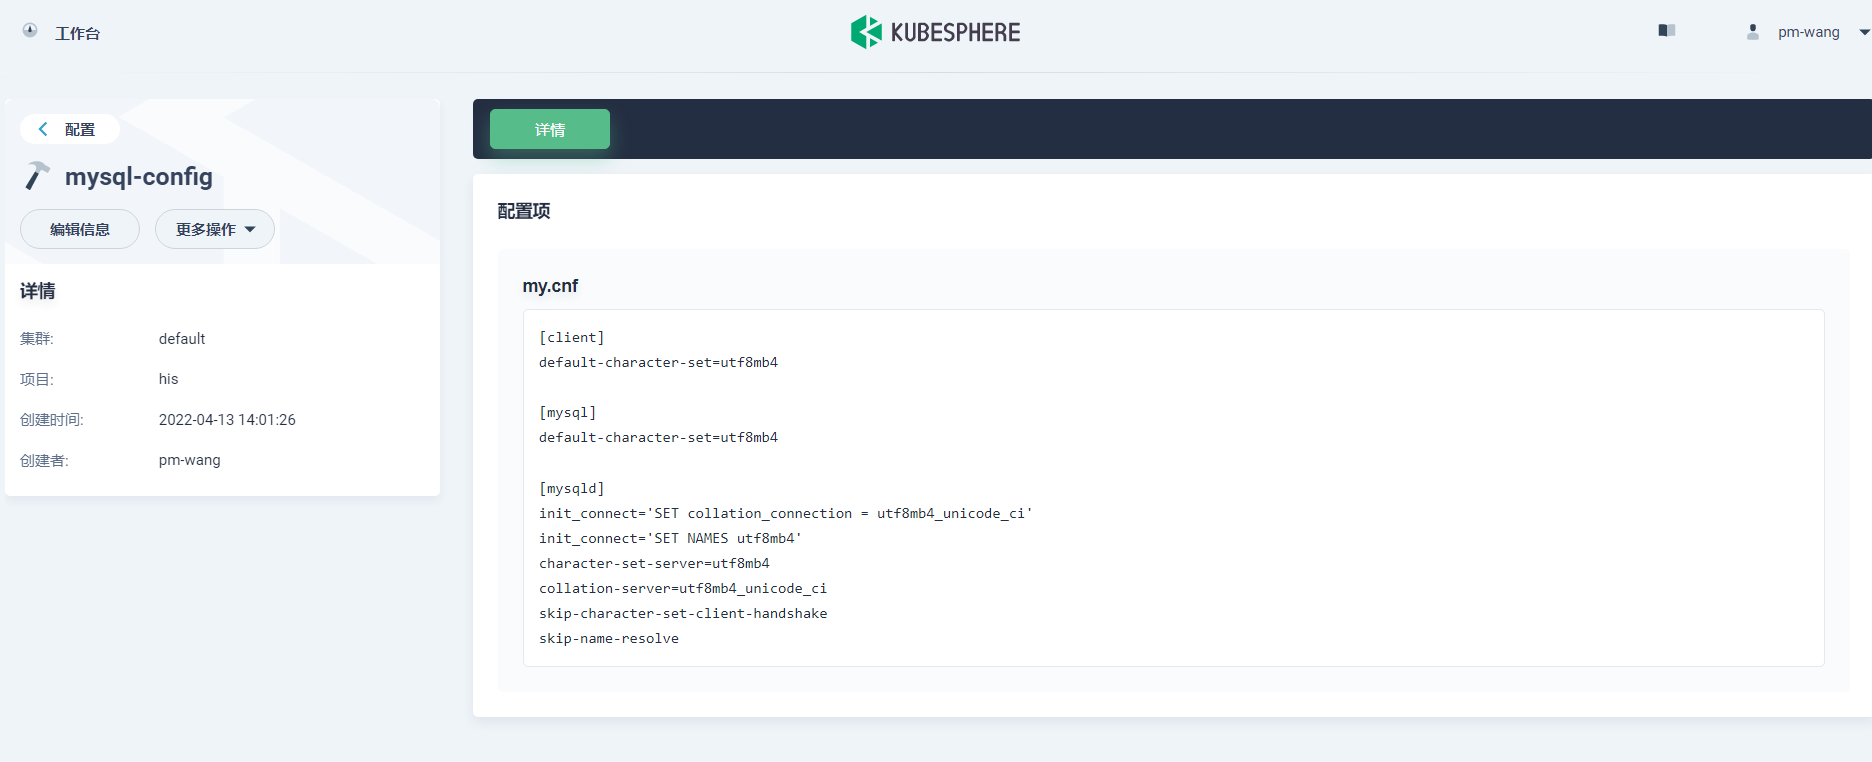 工作台
KUBESPHERE
pm-wang
配置
mysql-config
编辑信息
更多操作
详情
集群:
default
项目:
his
创建时间:
2022-04-13 14:01:26
创建者:
pm-wang
详情
配置项
my.cnf
[client]
default-character-set=utf8mb4
[mysql]
default-character-set=utf8mb4
[mysqld]
init_connect='SET collation_connection = utf8mb4_unicode_ci'
init_connect='SET NAMES utf8mb4'
character-set-server=utf8mb4
collation-server=utf8mb4_unicode_ci
skip-character-set-client-handshake
skip-name-resolve